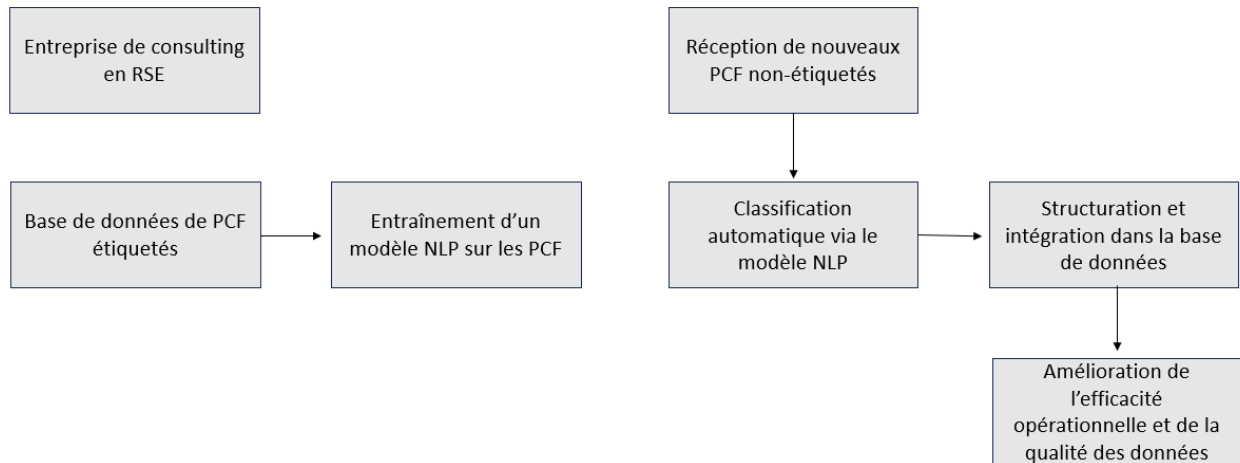 Entreprise de consulting
en RSE
Réception de nouveaux
PCF non-étiquetés
Base de données de PCF
étiquetés
Entraînement d’un
modèle NLP sur les PCF
Classification
automatique via le
modèle NLP
Structuration et
intégration dans la base
de données
Amélioration de
l’efficacité
opérationnelle et de la
qualité des données